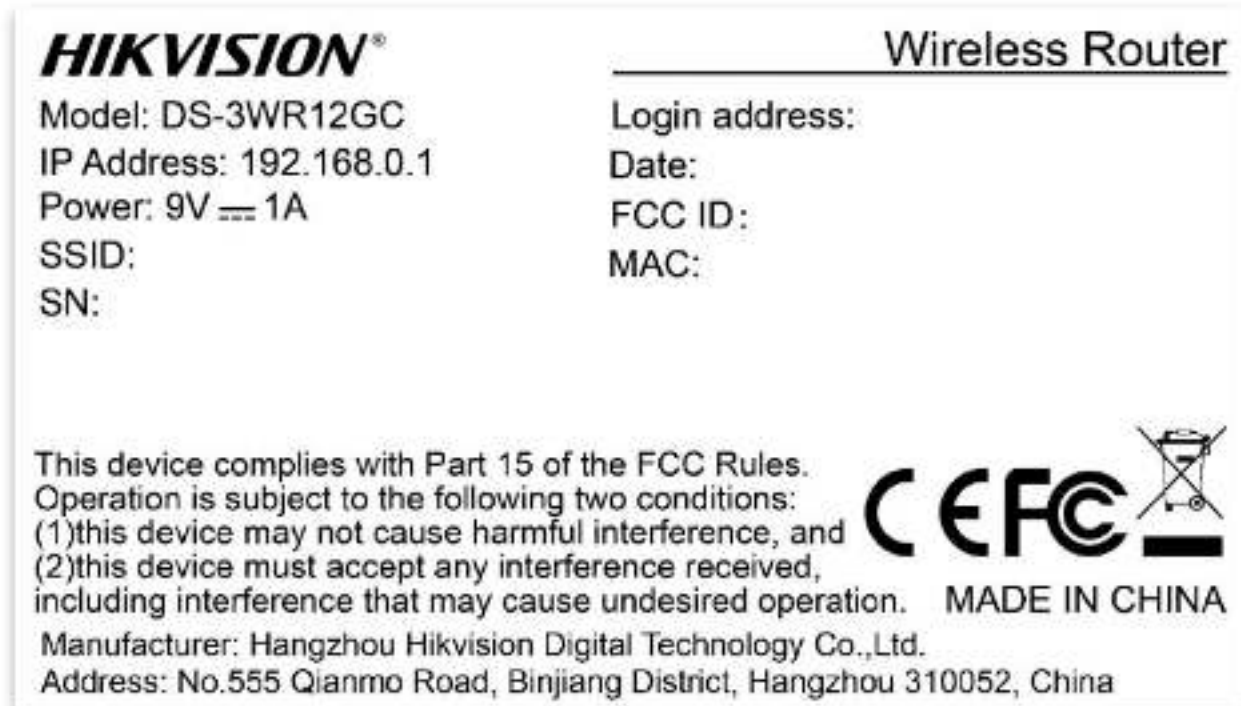 HIKVISION®
Wireless Router
Model: DS-3WR12GC
IP Address: 192.168.0.1
Power: 9V ⎓ 1A
SSID:
SN:
Login address:
Date:
FCC ID:
MAC:
This device complies with Part 15 of the FCC Rules.
Operation is subject to the following two conditions:
(1)this device may not cause harmful interference, and
(2)this device must accept any interference received,
including interference that may cause undesired operation.
CE FC
MADE IN CHINA
Manufacturer: Hangzhou Hikvision Digital Technology Co.,Ltd.
Address: No.555 Qianmo Road, Binjiang District, Hangzhou 310052, China